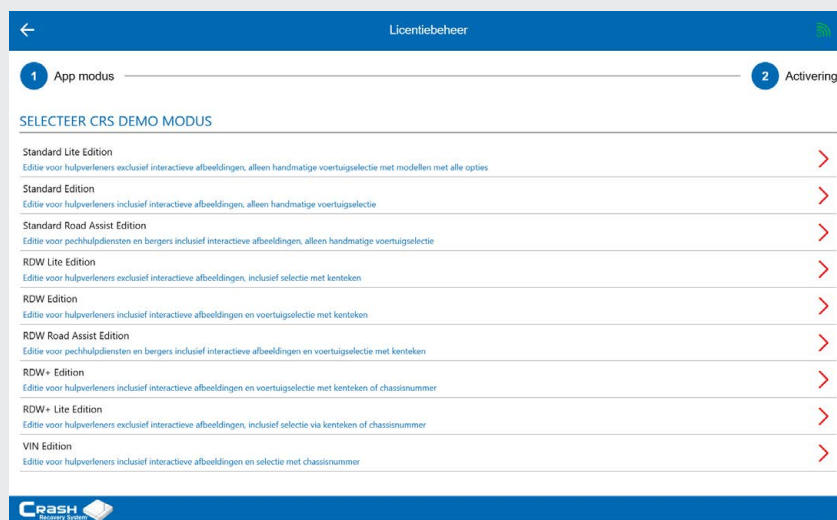 Licentiebeheer
1 App modus 2 Activering
SELECTEER CRS DEMO MODUS
Standard Lite Edition
Editie voor hulpverleners exclusief interactieve afbeeldingen, alleen handmatige voertuigselectie met modellen met alle opties
Standard Edition
Editie voor hulpverleners inclusief interactieve afbeeldingen, alleen handmatige voertuigselectie
Standard Road Assist Edition
Editie voor pechhulpdiensten en bergers inclusief interactieve afbeeldingen, alleen handmatige voertuigselectie
RDW Lite Edition
Editie voor hulpverleners exclusief interactieve afbeeldingen, inclusief selectie met kenteken
RDW Edition
Editie voor hulpverleners inclusief interactieve afbeeldingen en voertuigselectie met kenteken
RDW Road Assist Edition
Editie voor pechhulpdiensten en bergers inclusief interactieve afbeeldingen en voertuigselectie met kenteken
RDW+ Edition
Editie voor hulpverleners inclusief interactieve afbeeldingen en voertuigselectie met kenteken of chassisnummer
RDW+ Lite Edition
Editie voor hulpverleners exclusief interactieve afbeeldingen, inclusief selectie via kenteken of chassisnummer
VIN Edition
Editie voor hulpverleners inclusief interactieve afbeeldingen en selectie met chassisnummer
CRASH
Recovery System